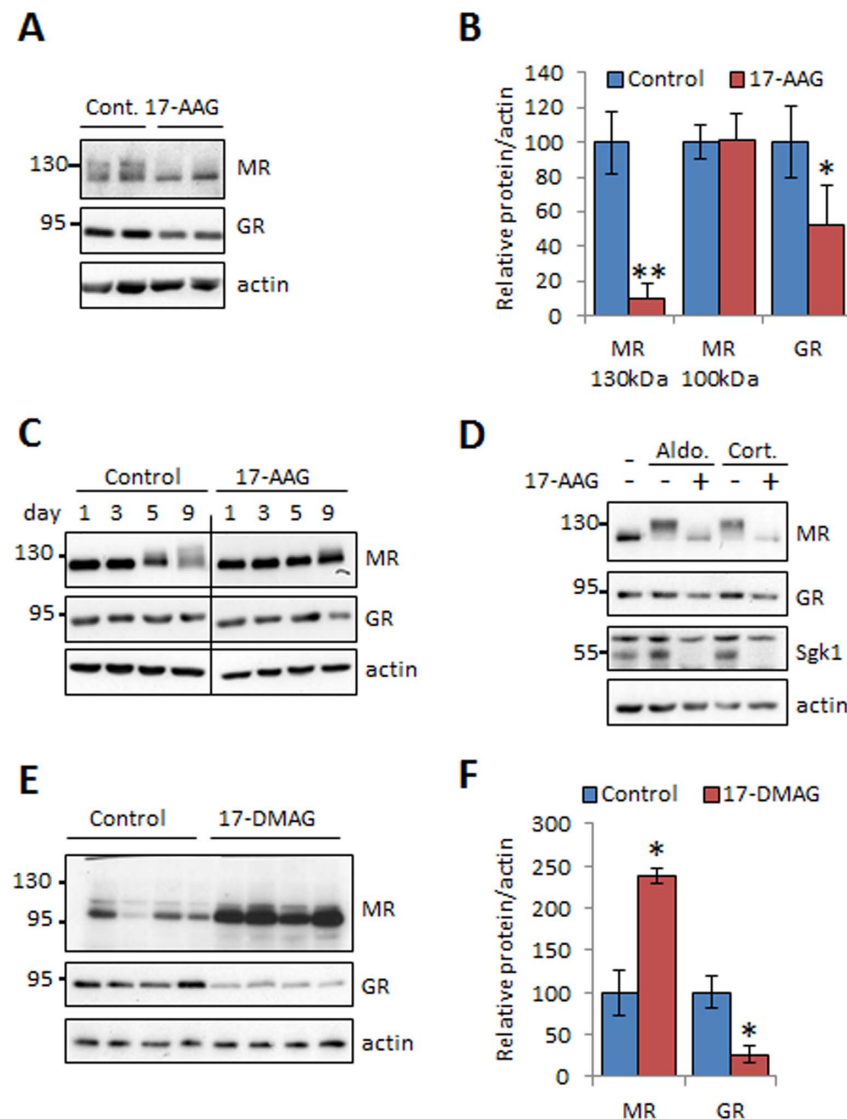 A
Cont. 17-AAG
130 MR
95 GR
actin
B
Control 17-AAG
Relative protein/actin
140
120
100
80
60
40
20
0
**
*
MR MR GR
130kDa 100kDa
C
Control 17-AAG
day 1 3 5 9 1 3 5 9
130 MR
95 GR
actin
D
- Aldo. Cort.
17-AAG - - + - +
130 MR
95 GR
55 Sgk1
actin
E
Control 17-DMAG
130
95 MR
95 GR
actin
F
Control 17-DMAG
Relative protein/actin
300
250
200
150
100
50
0
*
*
MR GR